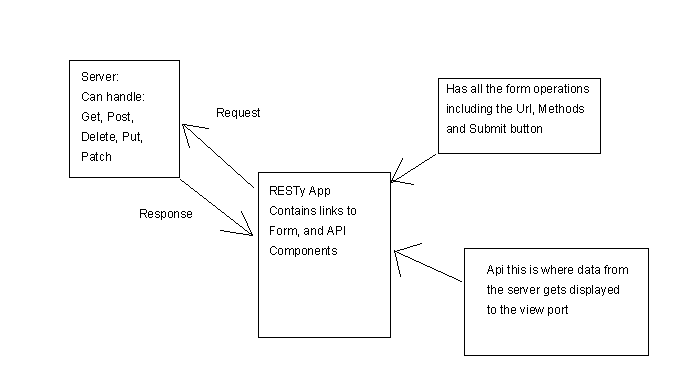 Server:
Can handle:
Get, Post,
Delete, Put,
Patch
Request
Response
RESTy App
Contains links to
Form, and API
Components
Has all the form operations
including the Url, Methods
and Submit button
Api this is where data from
the server gets displayed
to the view port